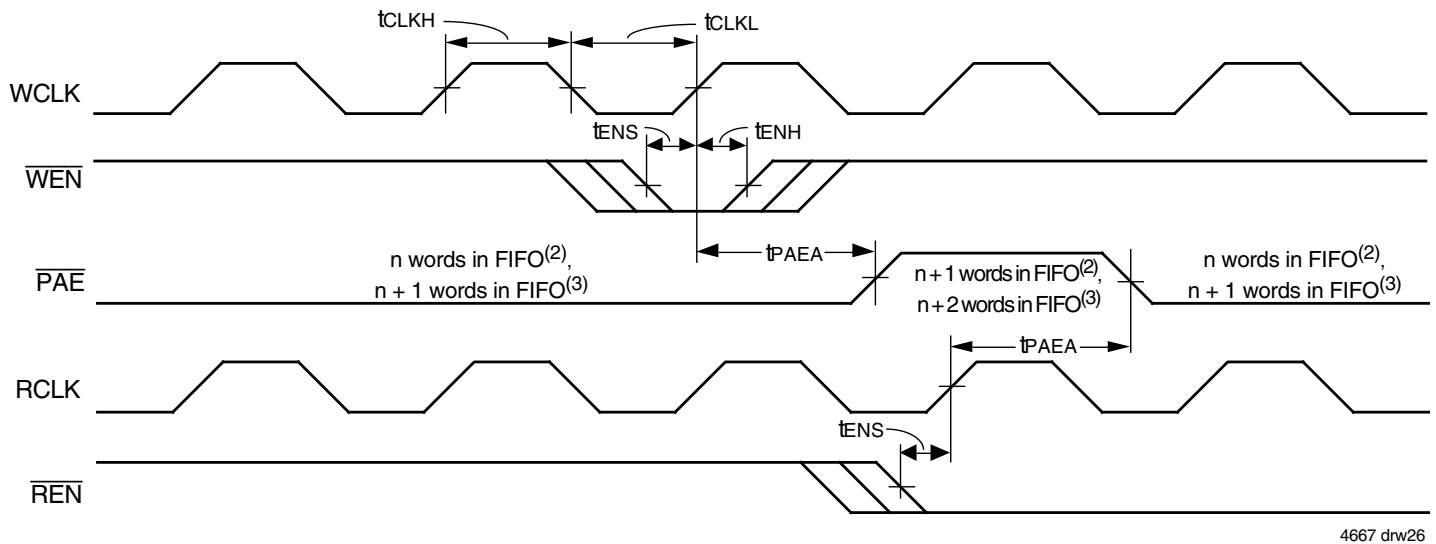 tCLKH
tCLKL
WCLK
tENS
tENH
WEN
tPAEA
PAE
n words in FIFO(2),
n + 1 words in FIFO(3)
n + 1 words in FIFO(2),
n + 2 words in FIFO(3)
n words in FIFO(2),
n + 1 words in FIFO(3)
tPAEA
RCLK
tENS
REN
4667 drw26